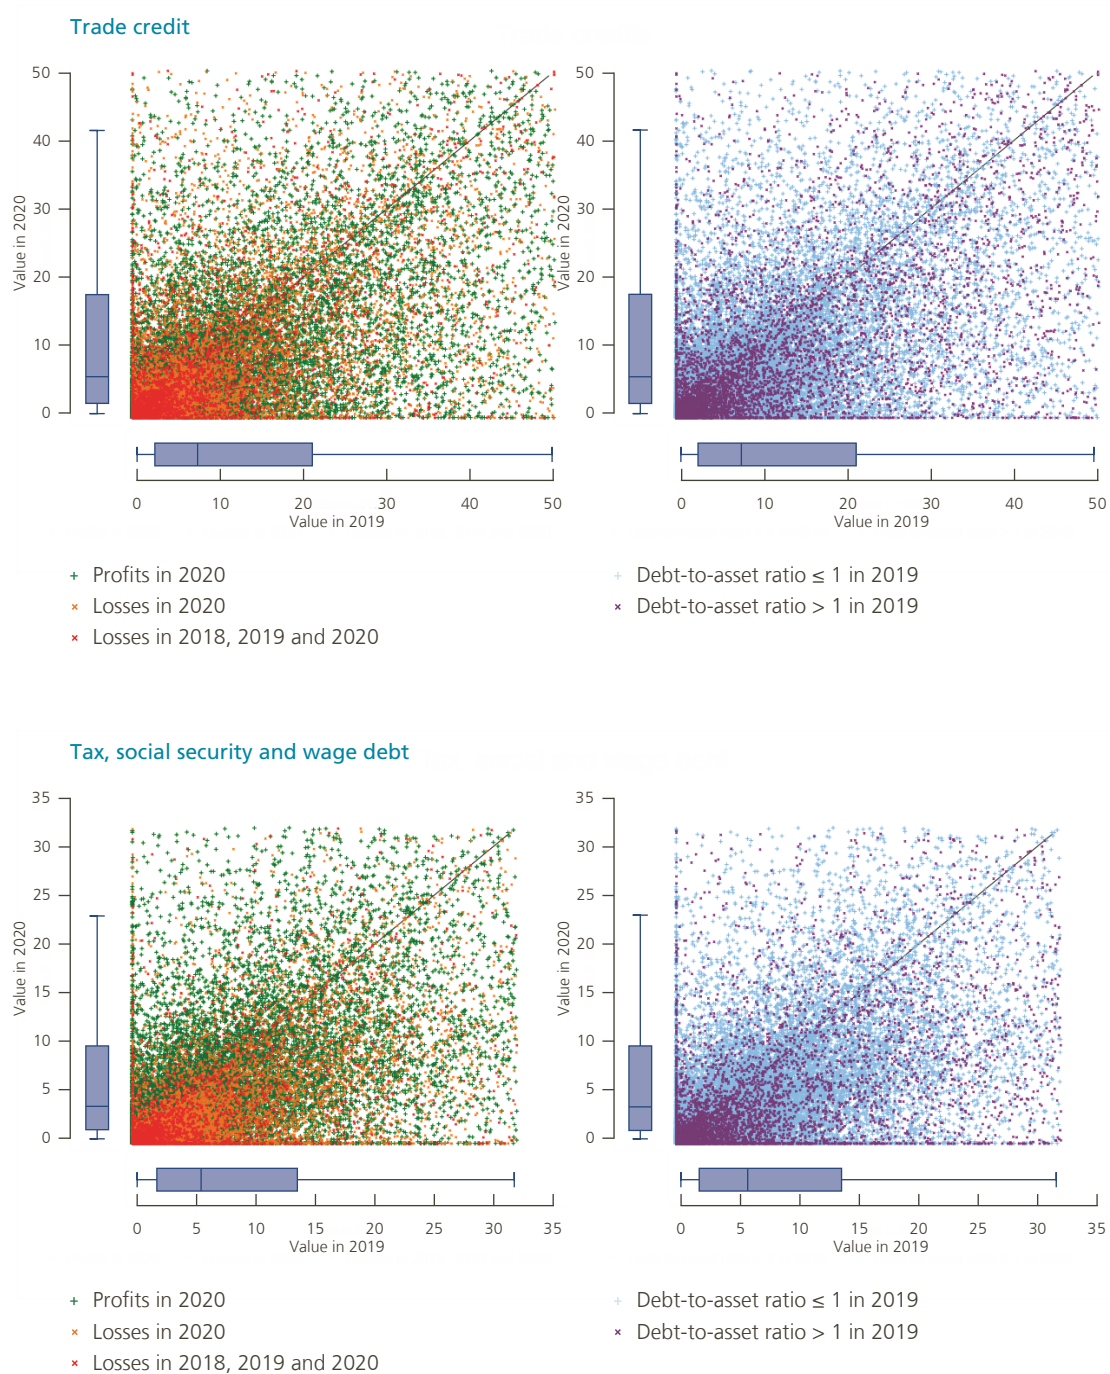 Trade credit
50
40
30
20
10
0
Value in 2020
0 10 20 30 40 50
Value in 2019
50
40
30
20
10
0
Value in 2020
0 10 20 30 40 50
Value in 2019
+ Profits in 2020
× Losses in 2020
× Losses in 2018, 2019 and 2020
+ Debt-to-asset ratio ≤ 1 in 2019
× Debt-to-asset ratio > 1 in 2019
Tax, social security and wage debt
35
30
25
20
15
10
5
0
Value in 2020
0 5 10 15 20 25 30 35
Value in 2019
35
30
25
20
15
10
5
0
Value in 2020
0 5 10 15 20 25 30 35
Value in 2019
+ Profits in 2020
× Losses in 2020
× Losses in 2018, 2019 and 2020
+ Debt-to-asset ratio ≤ 1 in 2019
× Debt-to-asset ratio > 1 in 2019